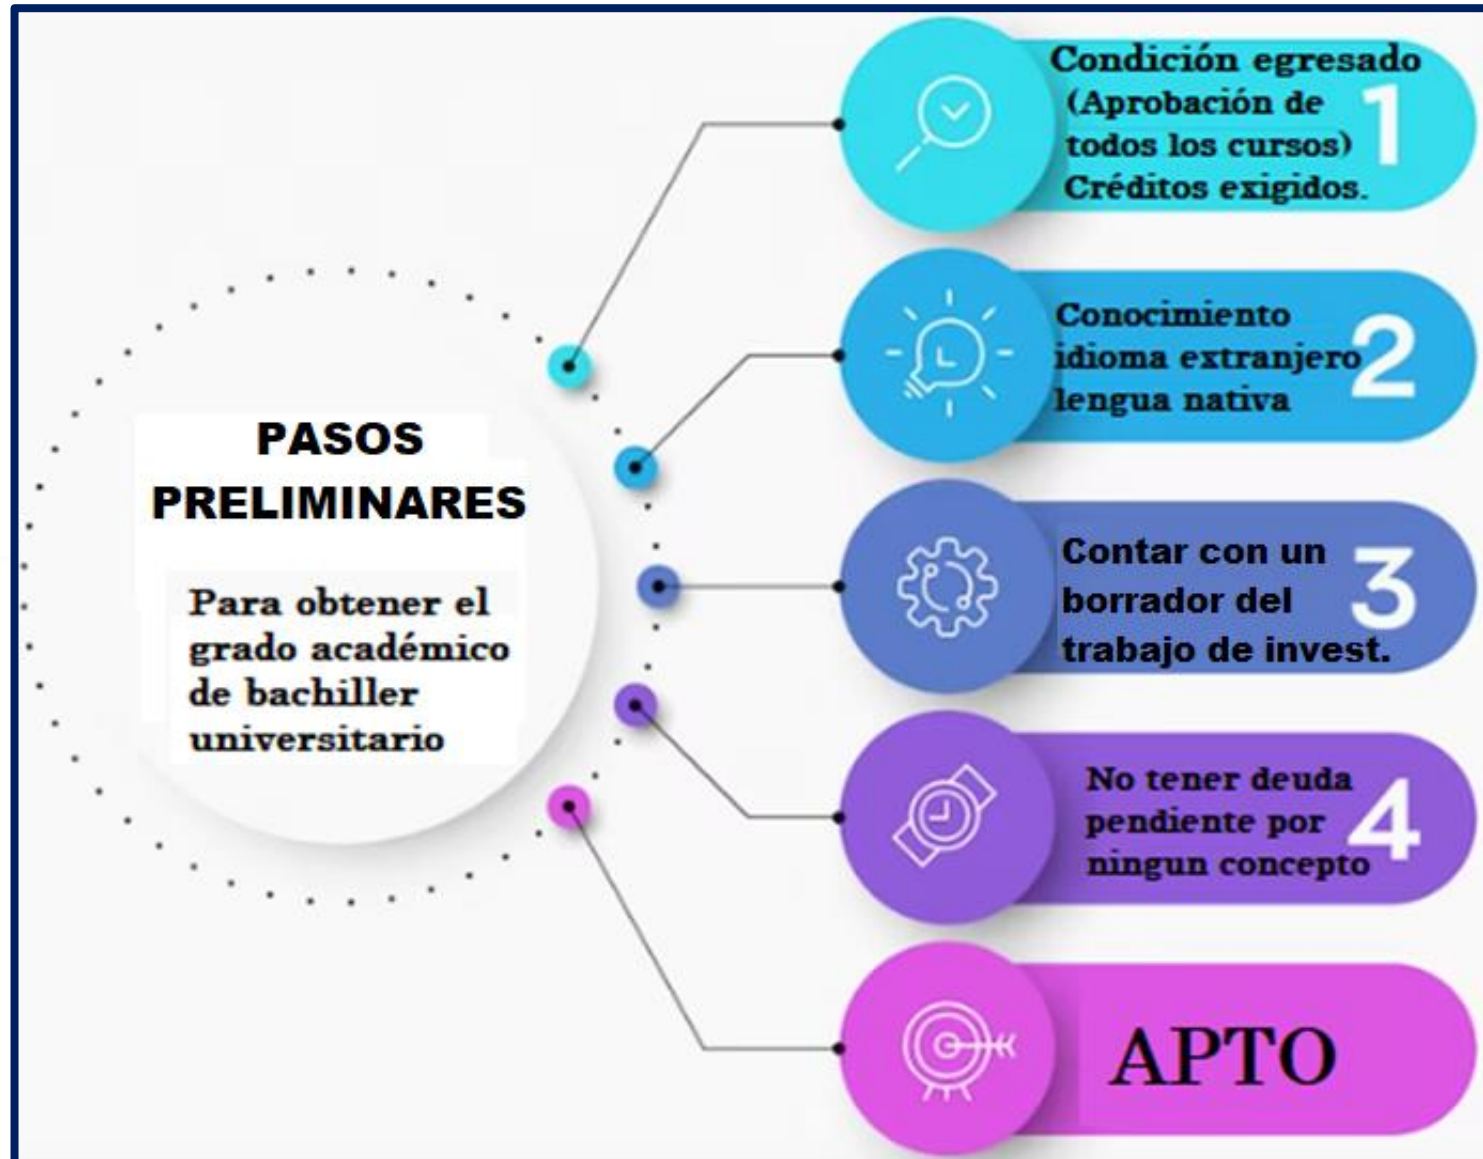 PASOS
PRELIMINARES
Para obtener el
grado académico
de bachiller
universitario
Condición egresado
(Aprobación de
todos los cursos)
Créditos exigidos.
1
Conocimiento
idioma extranjero
lengua nativa
2
Contar con un
borrador del
trabajo de invest.
3
No tener deuda
pendiente por
ningun concepto
4
APTO